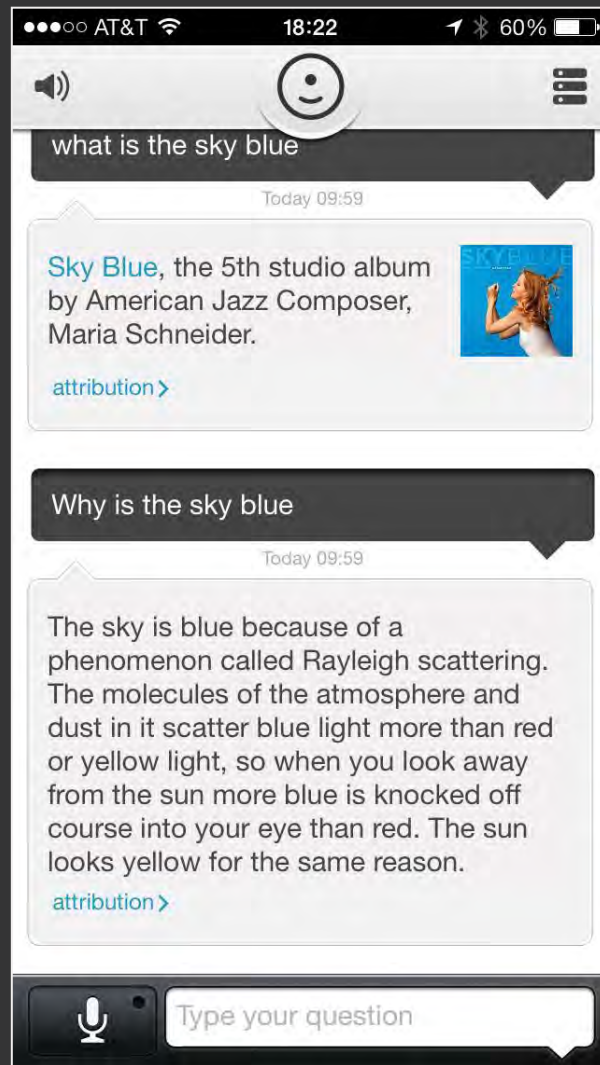 AT&T 18:22 60%
what is the sky blue
Today 09:59
Sky Blue, the 5th studio album
by American Jazz Composer,
Maria Schneider.
SKY BLUE
attribution >
Why is the sky blue
Today 09:59
The sky is blue because of a
phenomenon called Rayleigh scattering.
The molecules of the atmosphere and
dust in it scatter blue light more than red
or yellow light, so when you look away
from the sun more blue is knocked off
course into your eye than red. The sun
looks yellow for the same reason.
attribution >
Type your question